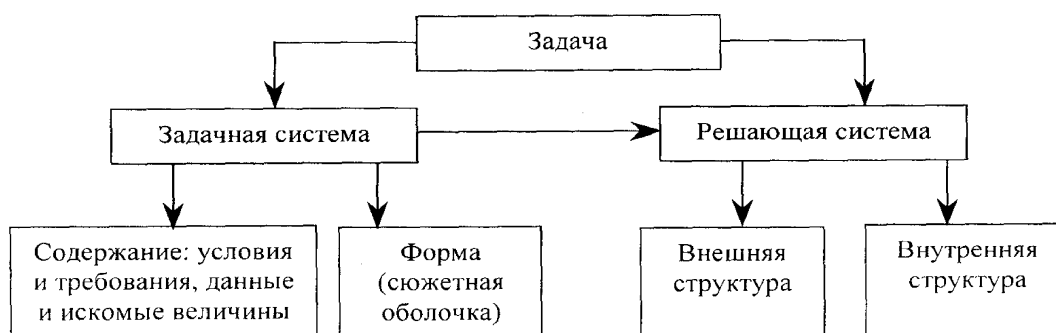 Задача
Задачная система
Решающая система
Содержание: условия
и требования, данные
и искомые величины
Форма
(сюжетная
оболочка)
Внешняя
структура
Внутренняя
структура